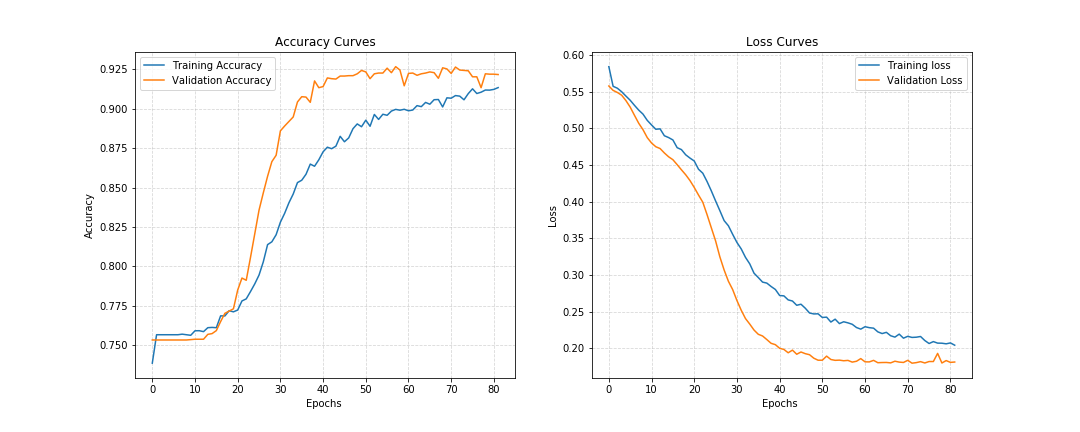 Accuracy Curves
Training Accuracy
Validation Accuracy
0.925
0.900
0.875
0.850
0.825
0.800
0.775
0.750
Accuracy
0 10 20 30 40 50 60 70 80
Epochs
Loss Curves
Training loss
Validation Loss
0.60
0.55
0.50
0.45
0.40
0.35
0.30
0.25
0.20
Loss
0 10 20 30 40 50 60 70 80
Epochs